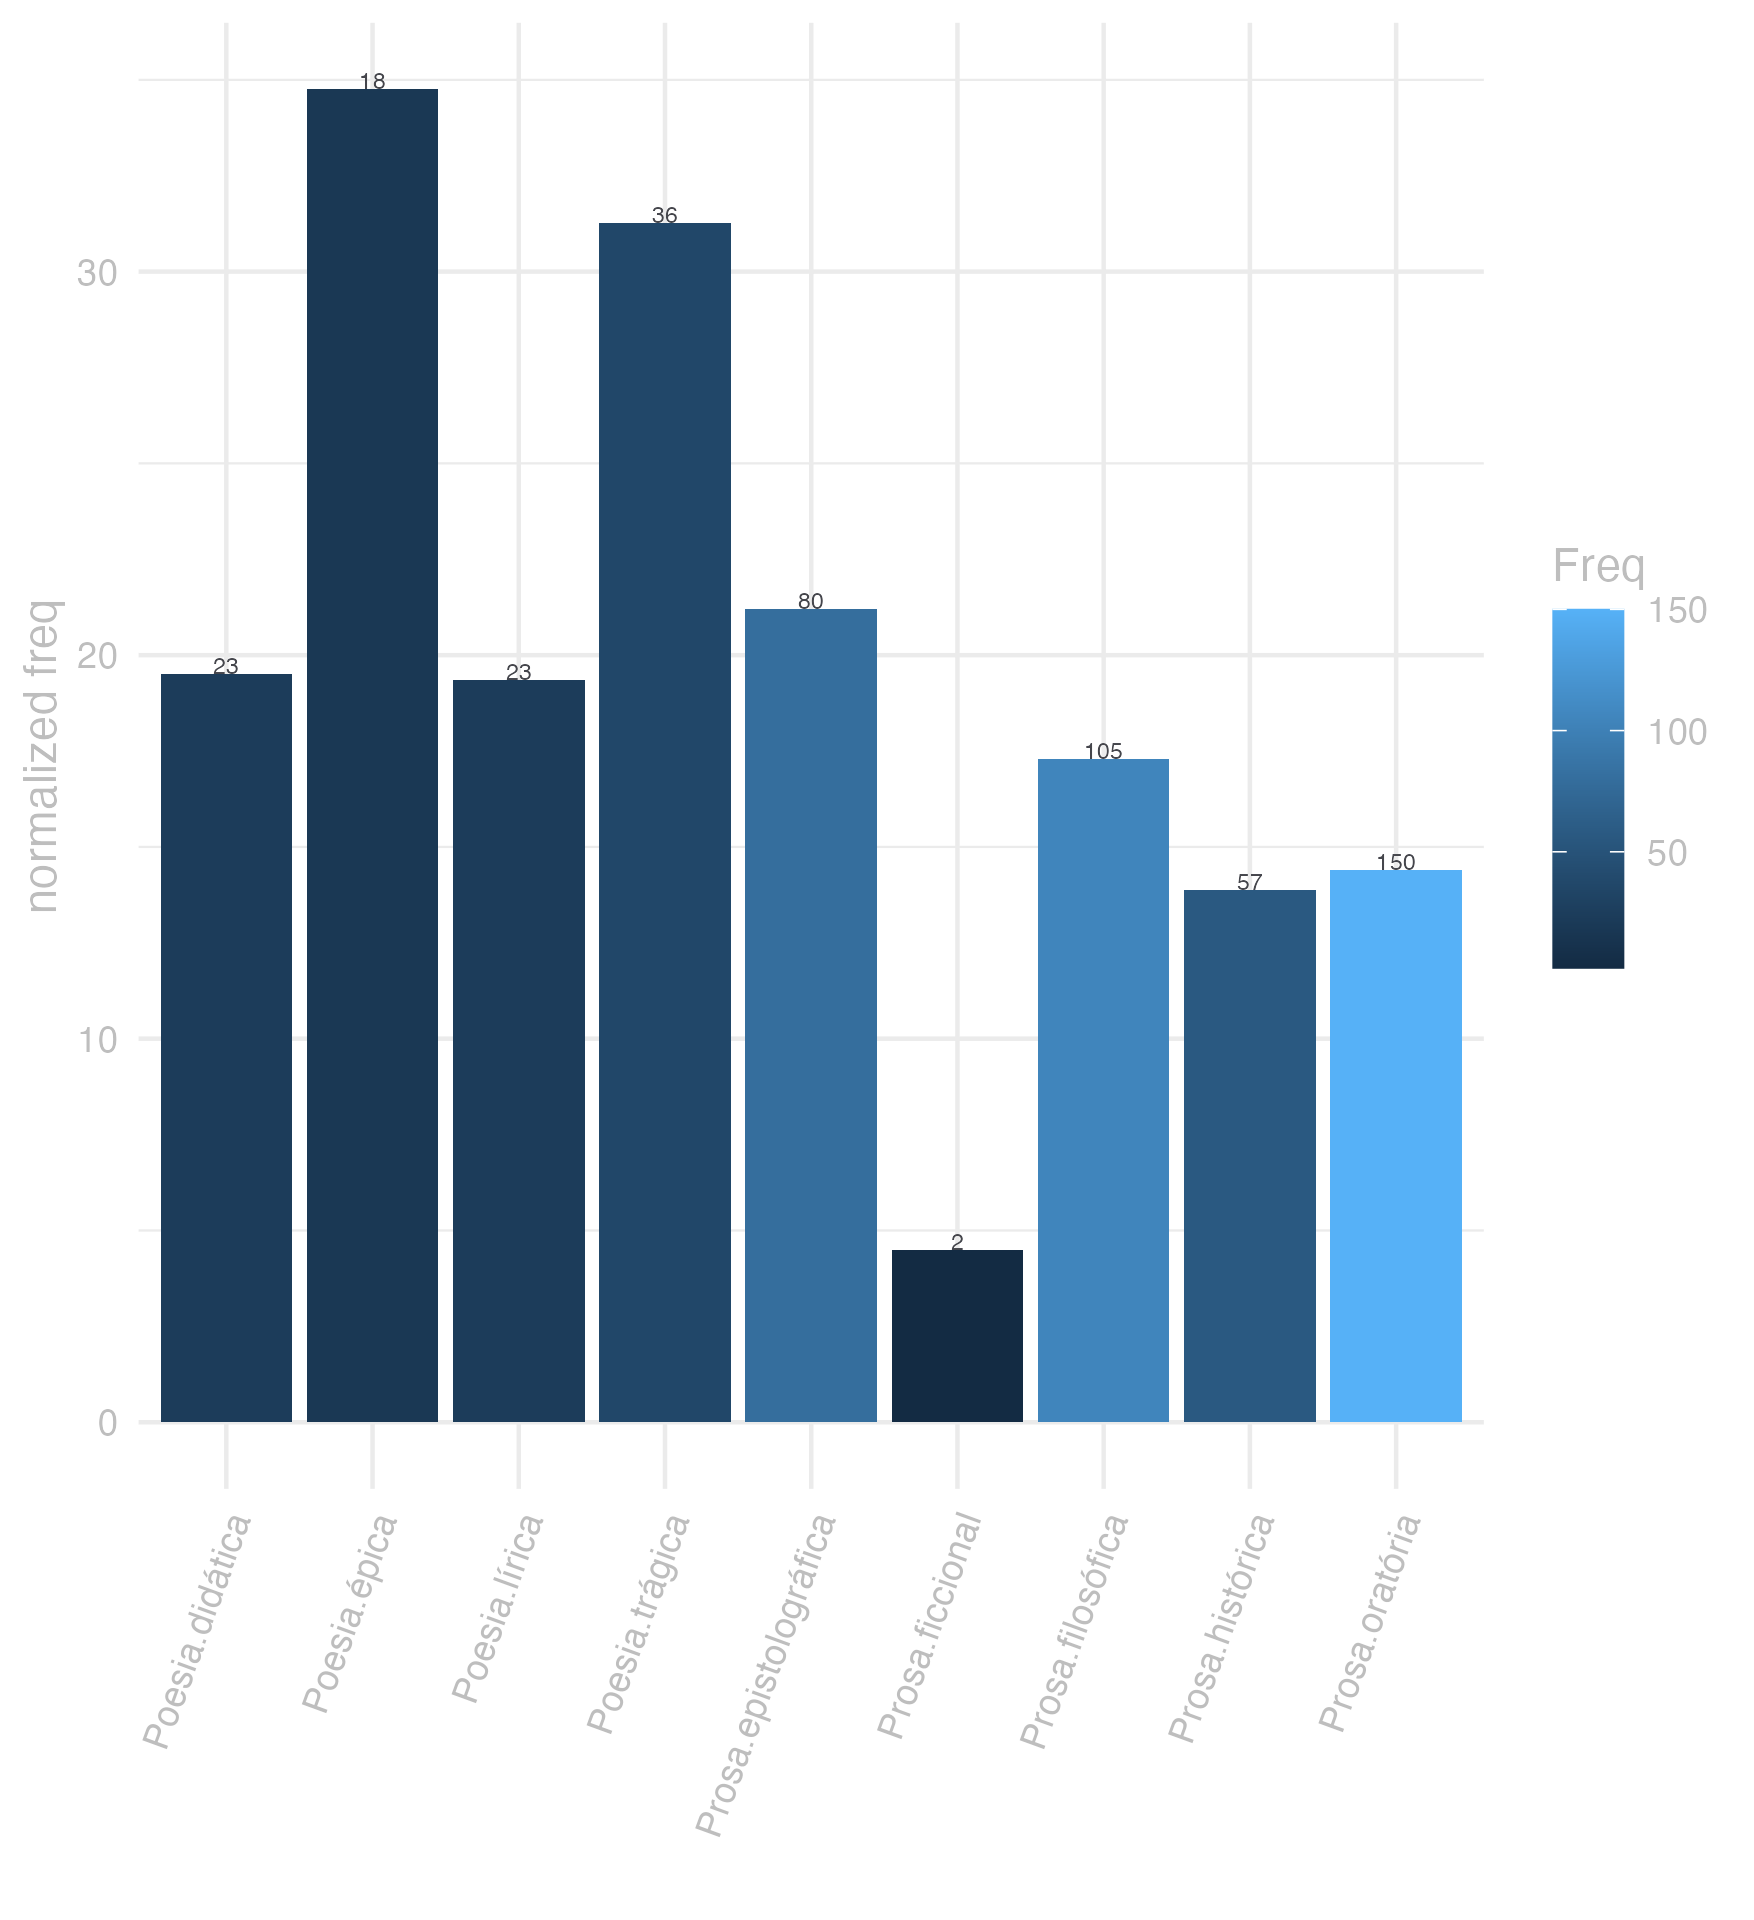 normalized freq
30
20
10
0
23
18
23
36
80
2
105
57
150
Poesia.didática
Poesia.épica
Poesia.lírica
Poesia.trágica
Prosa.epistolográfica
Prosa.ficcional
Prosa.filosófica
Prosa.histórica
Prosa.oratória
Freq
150
100
50